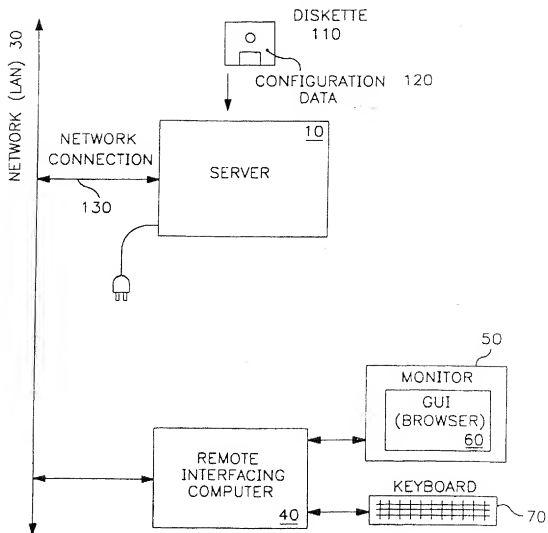 NETWORK (LAN) 30
DISKETTE
110
CONFIGURATION 120
DATA
NETWORK
CONNECTION
130
10
SERVER
50
MONITOR
GUI
(BROWSER)
60
REMOTE
INTERFACING
COMPUTER
40
KEYBOARD
70